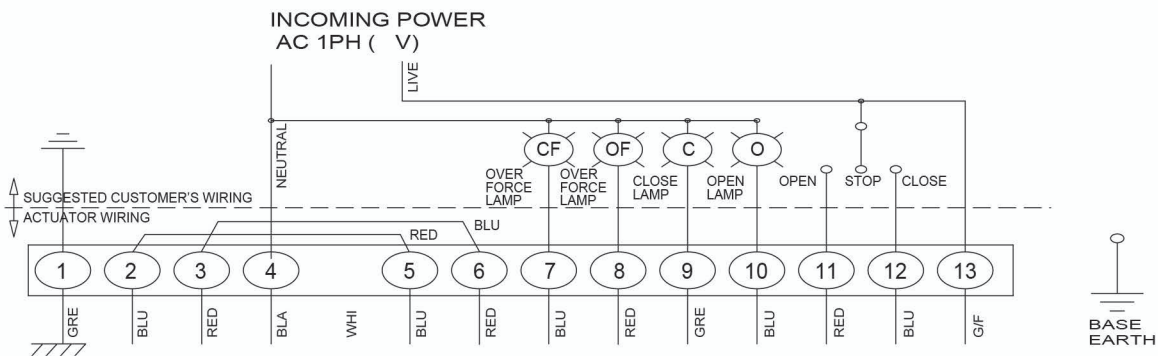 INCOMING POWER
AC 1PH ( V)
LIVE
NEUTRAL
CF OF C O
OVER FORCE LAMP
OVER FORCE LAMP
CLOSE LAMP
OPEN LAMP
OPEN
STOP
CLOSE
SUGGESTED CUSTOMER'S WIRING
ACTUATOR WIRING
BLU
RED
1 2 3 4 5 6 7 8 9 10 11 12 13
GRE BLU RED BLA WHI BLU RED BLU RED GRE BLU RED BLU G/F
BASE
EARTH